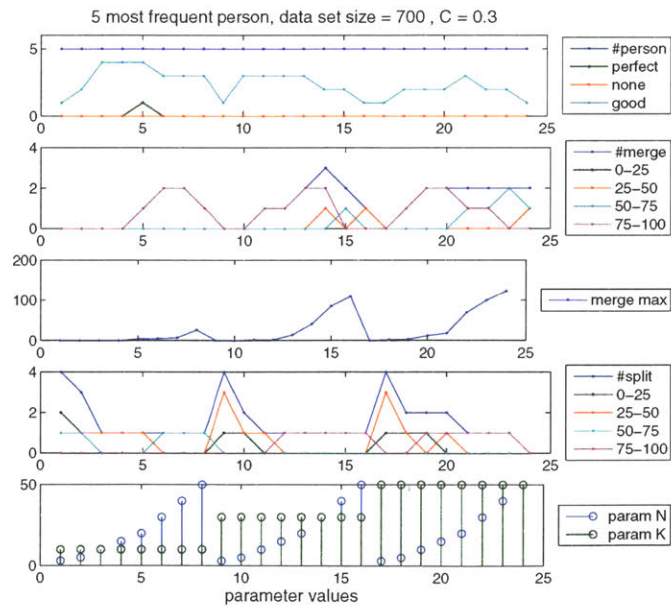 5 most frequent person, data set size = 700 , C = 0.3
5
0
0 5 10 15 20 25
#person
perfect
none
good
4
2
0
0 5 10 15 20 25
#merge
0-25
25-50
50-75
75-100
200
100
0
0 5 10 15 20 25
merge max
4
2
0
0 5 10 15 20 25
#split
0-25
25-50
50-75
75-100
50
0
0 5 10 15 20 25
param N
param K
parameter values